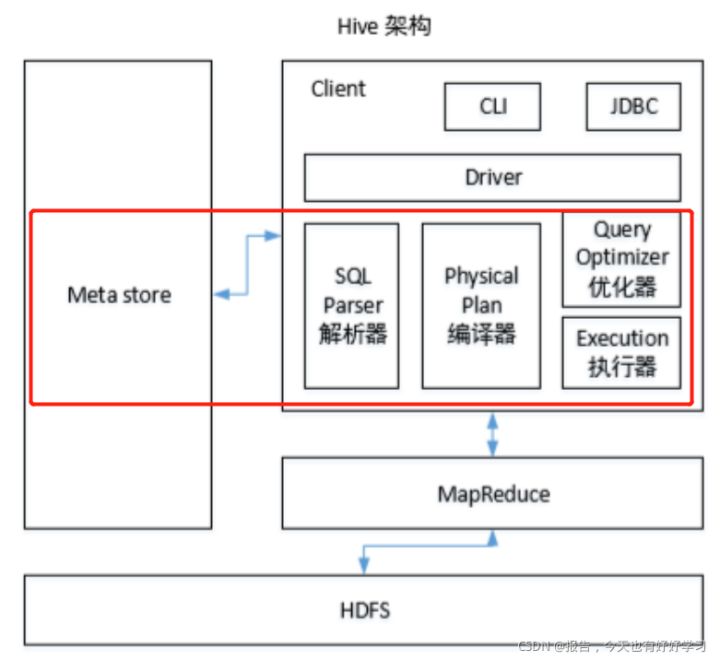 Hive 架构
Client
CLI
JDBC
Driver
Meta store
SQL
Parser
解析器
Physical
Plan
编译器
Query
Optimizer
优化器
Execution
执行器
MapReduce
HDFS
CSDN @报告，今天也有好好学习